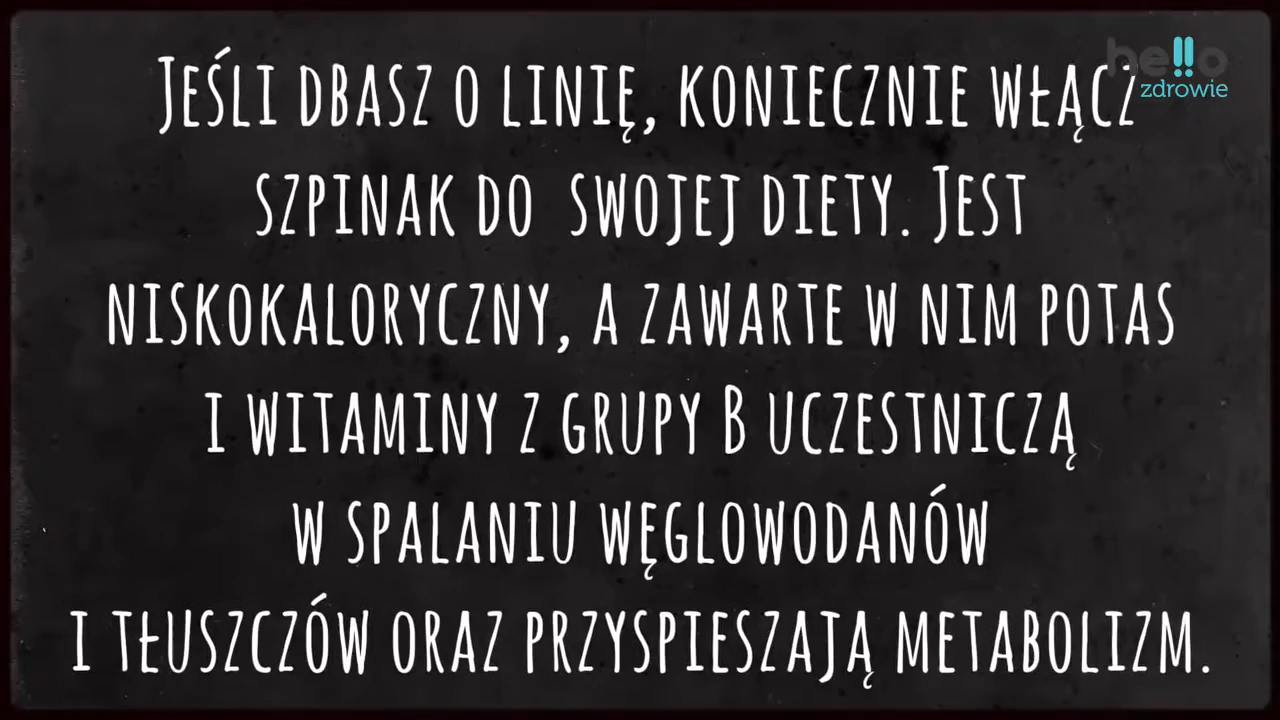 Jeśli dbasz o linię, koniecznie włącz
szpinak do swojej diety. Jest
niskokaloryczny, a zawarte w nim potas
i witaminy z grupy B uczestniczą
w spalaniu węglowodanów
i tłuszczów oraz przyspieszają metabolizm.
hello
zdrowie